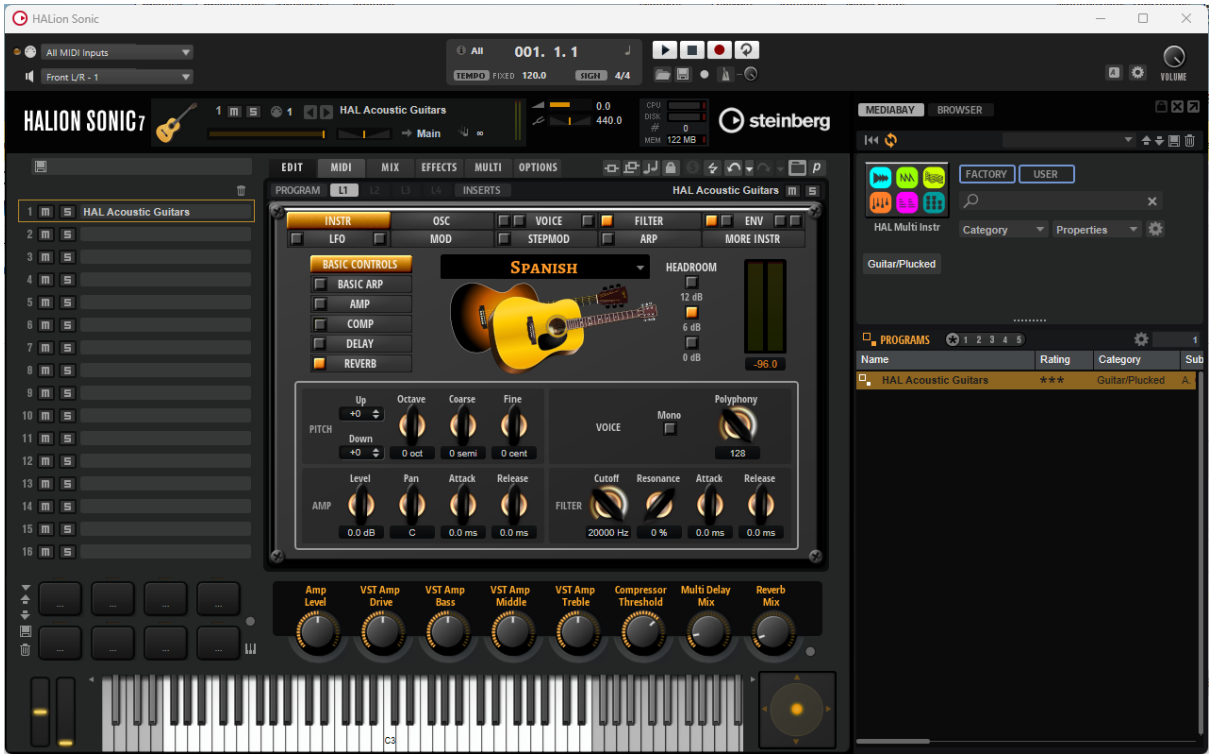 HALion Sonic
All MIDI Inputs
Front L/R - 1
All 001. 1. 1
TEMPO FIXED 120.0 SIGN 4/4
VOLUME
HALION SONIC 7
1 m S 1 HAL Acoustic Guitars
Main ∞
0.0
440.0
CPU
DISK
# 0
MEM 122 MB
steinberg
MEDIABAY BROWSER
EDIT MIDI MIX EFFECTS MULTI OPTIONS
PROGRAM L1 L2 L3 L4 INSERTS HAL Acoustic Guitars m S
1 m S HAL Acoustic Guitars
2 m S
3 m S
4 m S
5 m S
6 m S
7 m S
8 m S
9 m S
10 m S
11 m S
12 m S
13 m S
14 m S
15 m S
16 m S
INSTR OSC VOICE FILTER ENV
LFO MOD STEPMOD ARP MORE INSTR
BASIC CONTROLS
BASIC ARP
AMP
COMP
DELAY
REVERB
SPANISH
HEADROOM
12 dB
6 dB
0 dB
-96.0
PITCH
Up
+0
Down
+0
Octave Coarse Fine
0 oct 0 semi 0 cent
VOICE
Mono
Polyphony
128
AMP
Level Pan Attack Release
0.0 dB C 0.0 ms 0.0 ms
FILTER
Cutoff Resonance Attack Release
20000 Hz 0 % 0.0 ms 0.0 ms
Amp Level
VST Amp Drive
VST Amp Bass
VST Amp Middle
VST Amp Treble
Compressor Threshold
Multi Delay Mix
Reverb Mix
... ... ... ...
... ... ... ...
C3
HAL Multi Instr
FACTORY USER
Category Properties
Guitar/Plucked
PROGRAMS 1 2 3 4 5 1
Name Rating Category Sub
HAL Acoustic Guitars *** Guitar/Plucked A.